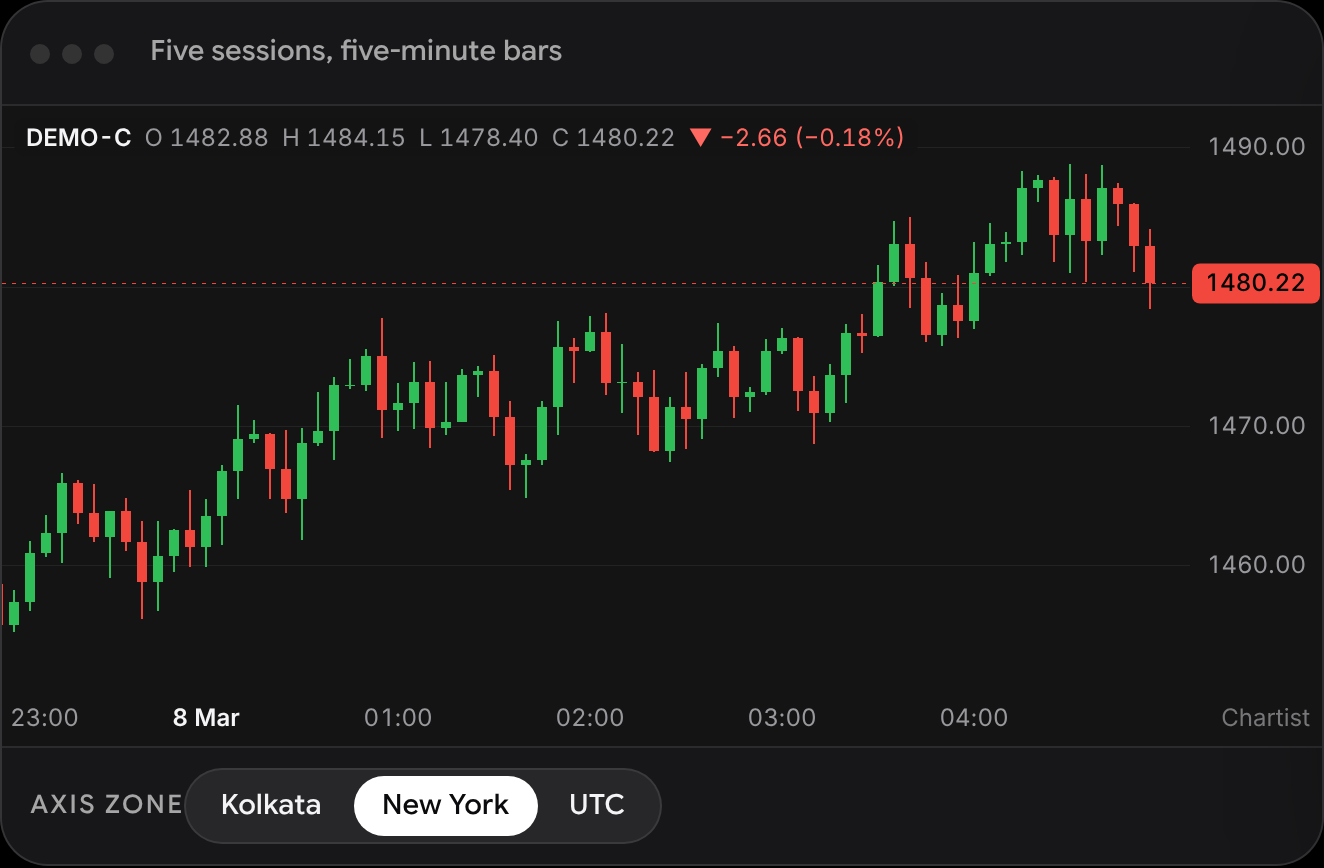 Five sessions, five-minute bars
DEMO-C O 1482.88 H 1484.15 L 1478.40 C 1480.22 ▼ −2.66 (−0.18%)
1490.00
1480.22
1470.00
1460.00
23:00 8 Mar 01:00 02:00 03:00 04:00 Chartist
AXIS ZONE Kolkata New York UTC